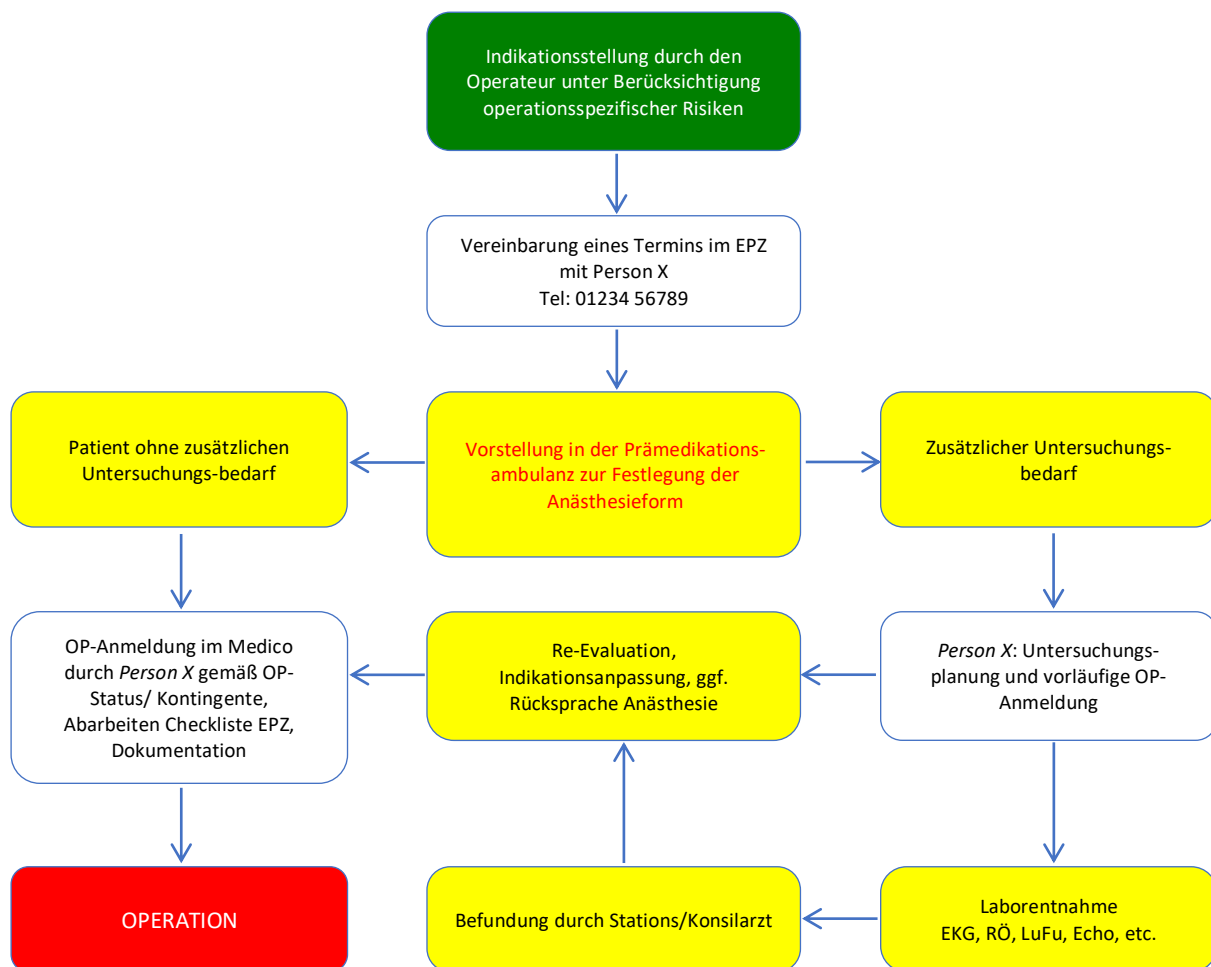 Indikationsstellung durch den
Operateur unter Berücksichtigung
operationsspezifischer Risiken
Vereinbarung eines Termins im EPZ
mit Person X
Tel: 01234 56789
Patient ohne zusätzlichen
Untersuchungs-bedarf
Vorstellung in der Prämedikations-
ambulanz zur Festlegung der
Anästhesieform
Zusätzlicher Untersuchungs-
bedarf
OP-Anmeldung im Medico
durch Person X gemäß OP-
Status/ Kontingente,
Abarbeiten Checkliste EPZ,
Dokumentation
Re-Evaluation,
Indikationsanpassung, ggf.
Rücksprache Anästhesie
Person X: Untersuchungs-
planung und vorläufige OP-
Anmeldung
OPERATION
Befundung durch Stations/Konsilarzt
Laborentnahme
EKG, RÖ, LuFu, Echo, etc.